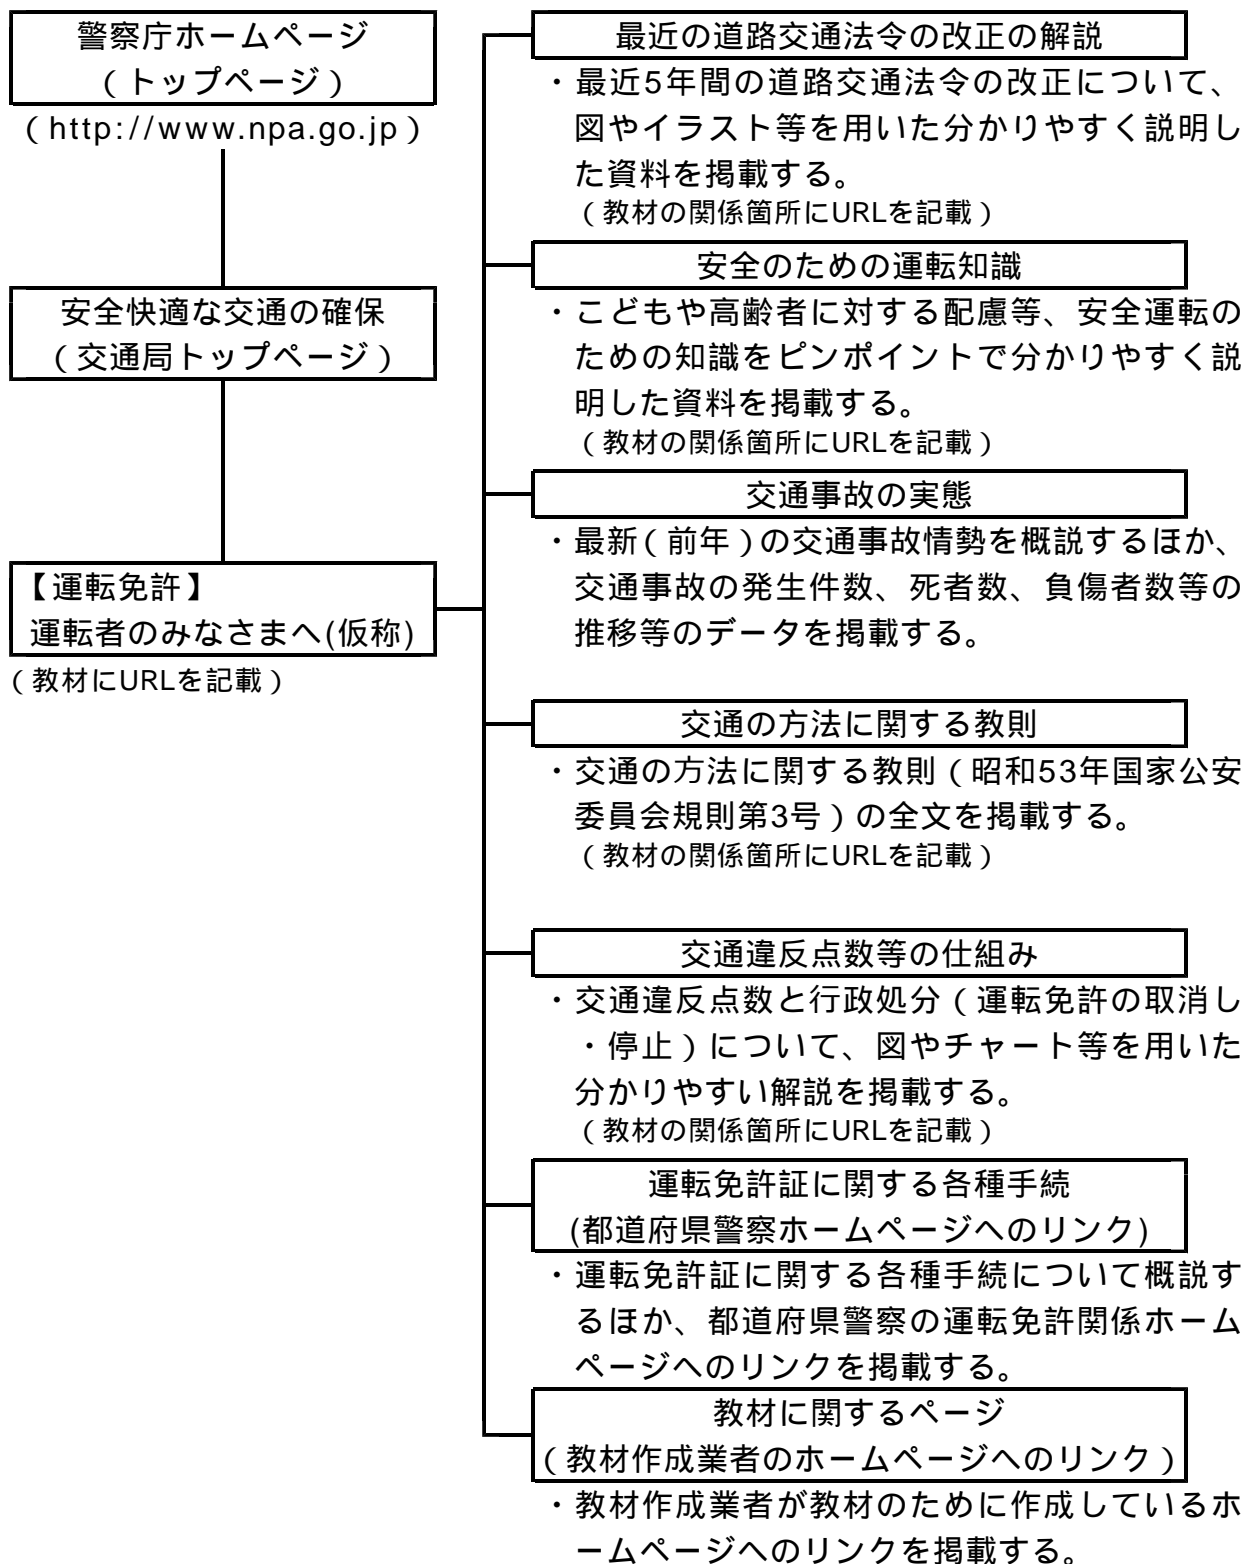 警察庁ホームページ
（トップページ）
（http://www.npa.go.jp）
安全快適な交通の確保
（交通局トップページ）
【運転免許】
運転者のみなさまへ(仮称)
（教材にURLを記載）
最近の道路交通法令の改正の解説
・最近5年間の道路交通法令の改正について、
図やイラスト等を用いた分かりやすく説明し
た資料を掲載する。
（教材の関係箇所にURLを記載）
安全のための運転知識
・こどもや高齢者に対する配慮等、安全運転の
ための知識をピンポイントで分かりやすく説
明した資料を掲載する。
（教材の関係箇所にURLを記載）
交通事故の実態
・最新（前年）の交通事故情勢を概説するほか、
交通事故の発生件数、死者数、負傷者数等の
推移等のデータを掲載する。
交通の方法に関する教則
・交通の方法に関する教則（昭和53年国家公安
委員会規則第3号）の全文を掲載する。
（教材の関係箇所にURLを記載）
交通違反点数等の仕組み
・交通違反点数と行政処分（運転免許の取消し
・停止）について、図やチャート等を用いた
分かりやすい解説を掲載する。
（教材の関係箇所にURLを記載）
運転免許証に関する各種手続
(都道府県警察ホームページへのリンク)
・運転免許証に関する各種手続について概説す
るほか、都道府県警察の運転免許関係ホーム
ページへのリンクを掲載する。
教材に関するページ
（教材作成業者のホームページへのリンク）
・教材作成業者が教材のために作成しているホ
ームページへのリンクを掲載する。